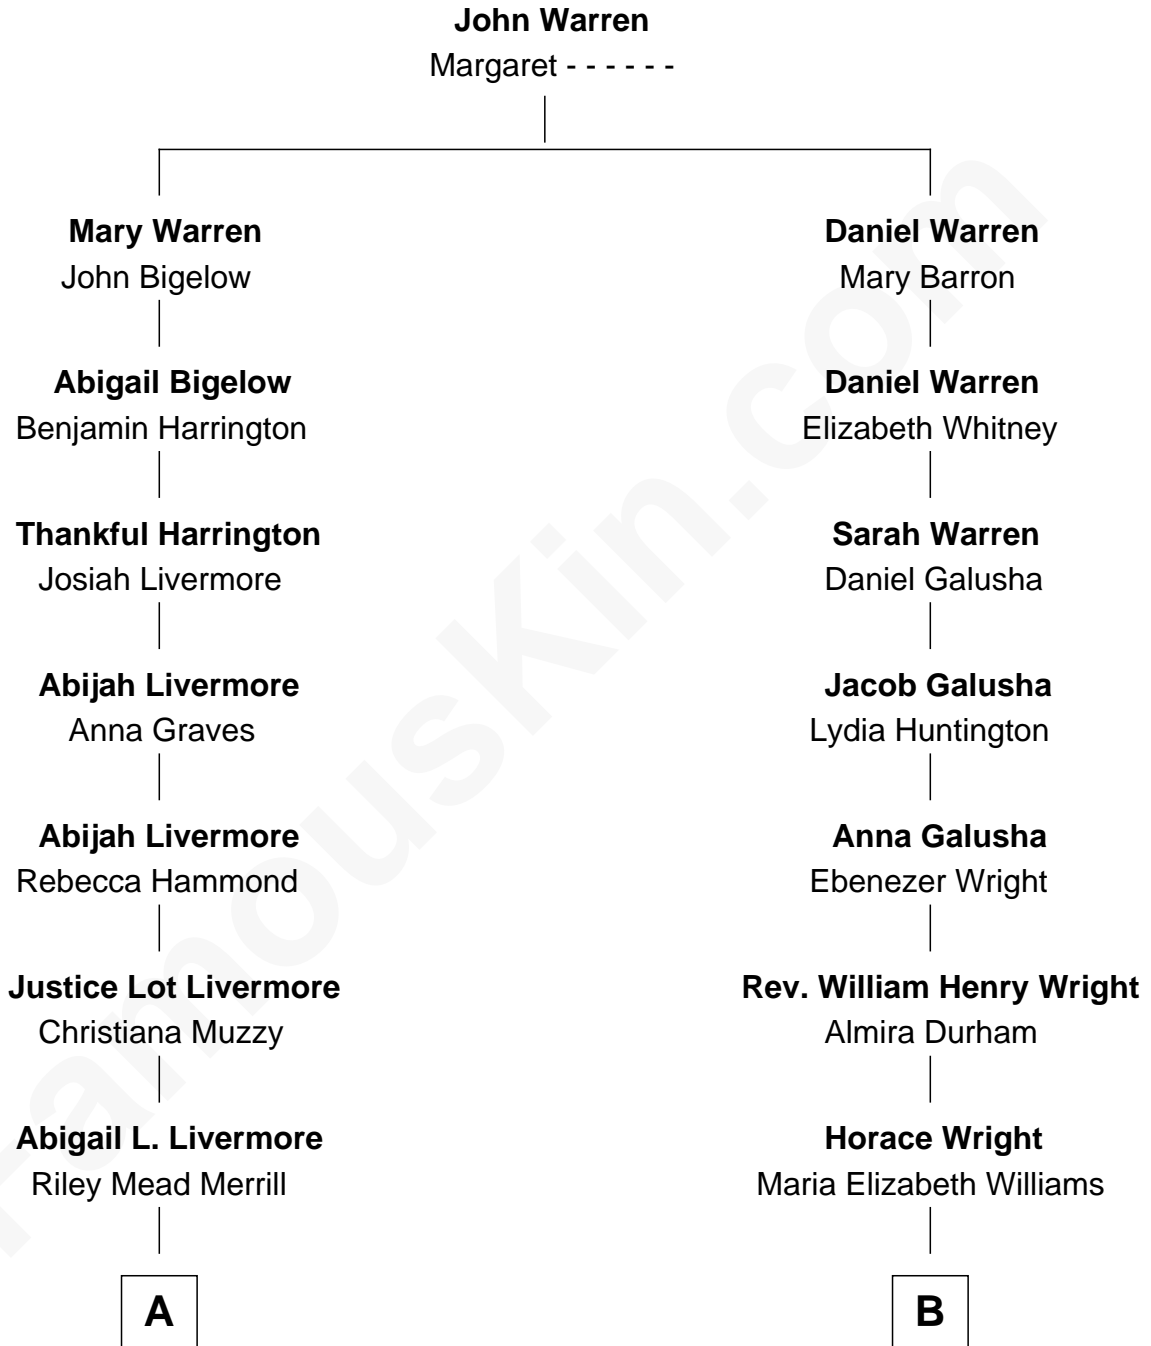 John Warren
Margaret - - - - - -
Mary Warren
John Bigelow
Daniel Warren
Mary Barron
Abigail Bigelow
Benjamin Harrington
Daniel Warren
Elizabeth Whitney
Thankful Harrington
Josiah Livermore
Sarah Warren
Daniel Galusha
Abijah Livermore
Anna Graves
Jacob Galusha
Lydia Huntington
Abijah Livermore
Rebecca Hammond
Anna Galusha
Ebenezer Wright
Justice Lot Livermore
Christiana Muzzy
Rev. William Henry Wright
Almira Durham
Abigail L. Livermore
Riley Mead Merrill
Horace Wright
Maria Elizabeth Williams
A
B
FamousKin.com